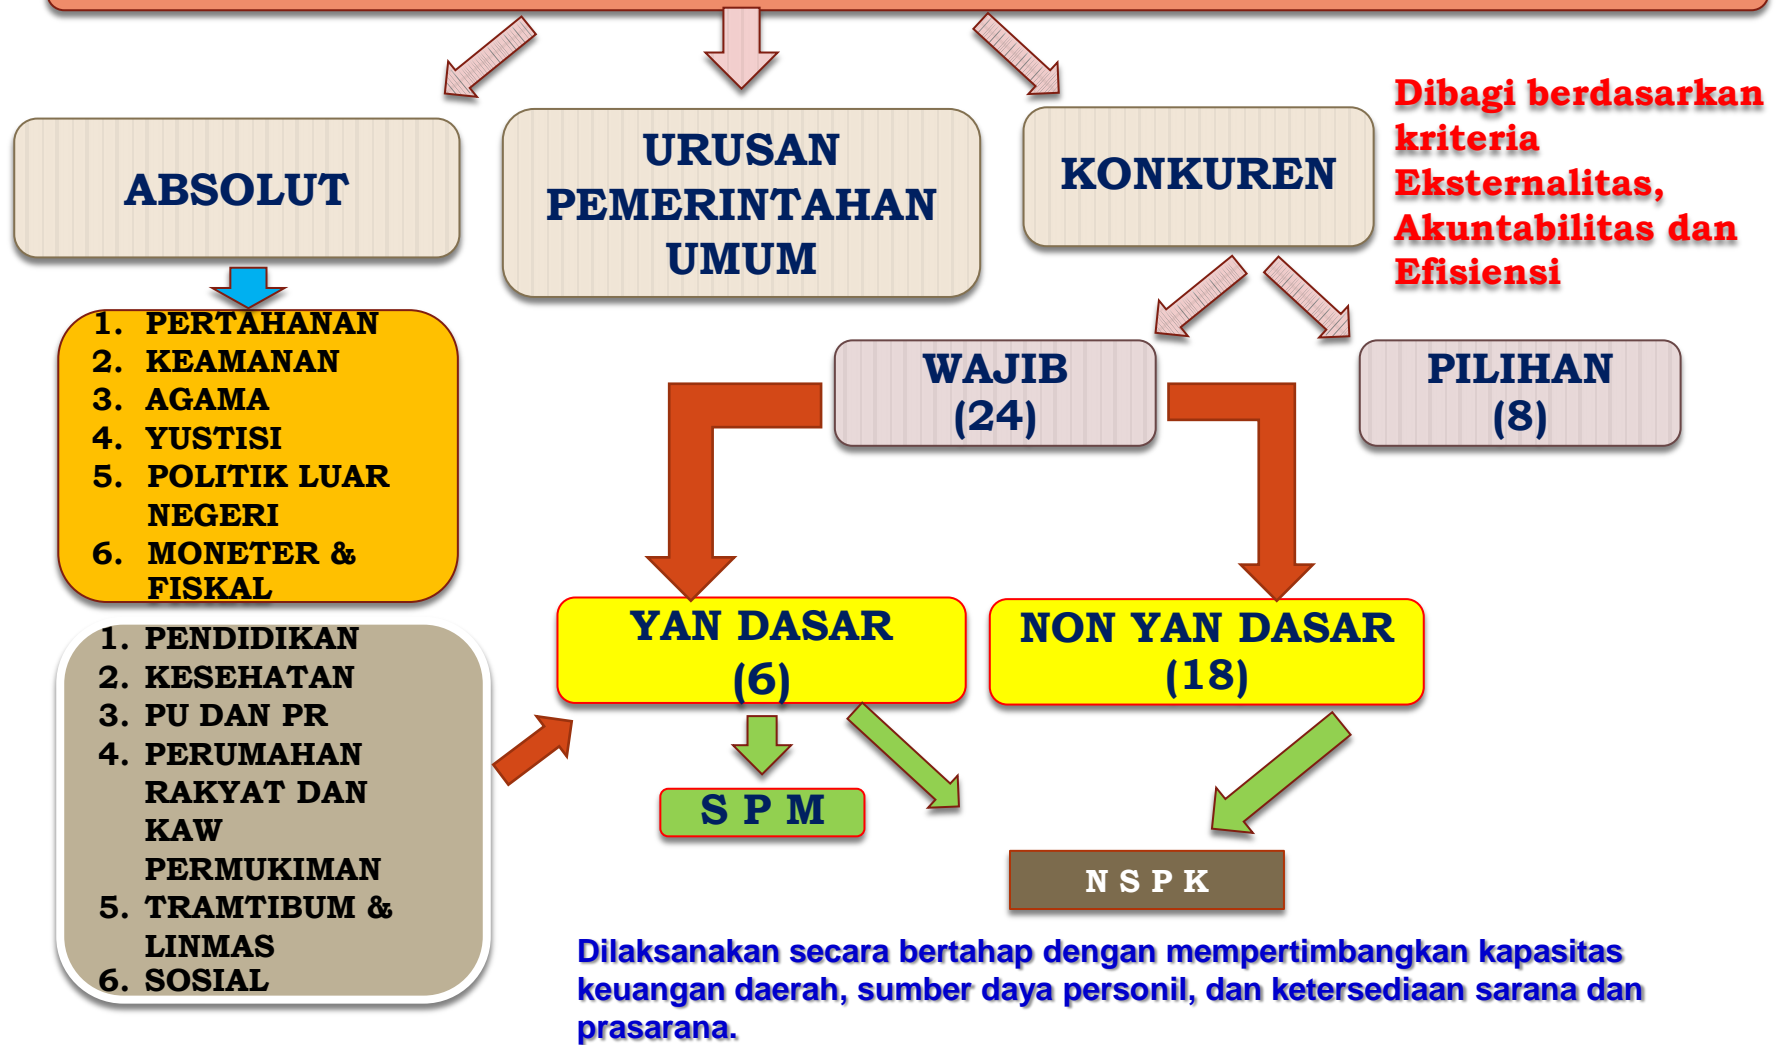 ABSOLUT
URUSAN
PEMERINTAHAN
UMUM
KONKUREN
Dibagi berdasarkan
kriteria
Eksternalitas,
Akuntabilitas dan
Efisiensi
1. PERTAHANAN
2. KEAMANAN
3. AGAMA
4. YUSTISI
5. POLITIK LUAR
NEGERI
6. MONETER &
FISKAL
WAJIB
(24)
PILIHAN
(8)
YAN DASAR
(6)
NON YAN DASAR
(18)
1. PENDIDIKAN
2. KESEHATAN
3. PU DAN PR
4. PERUMAHAN
RAKYAT DAN
KAW
PERMUKIMAN
5. TRAMTIBUM &
LINMAS
6. SOSIAL
S P M
N S P K
Dilaksanakan secara bertahap dengan mempertimbangkan kapasitas
keuangan daerah, sumber daya personil, dan ketersediaan sarana dan
prasarana.